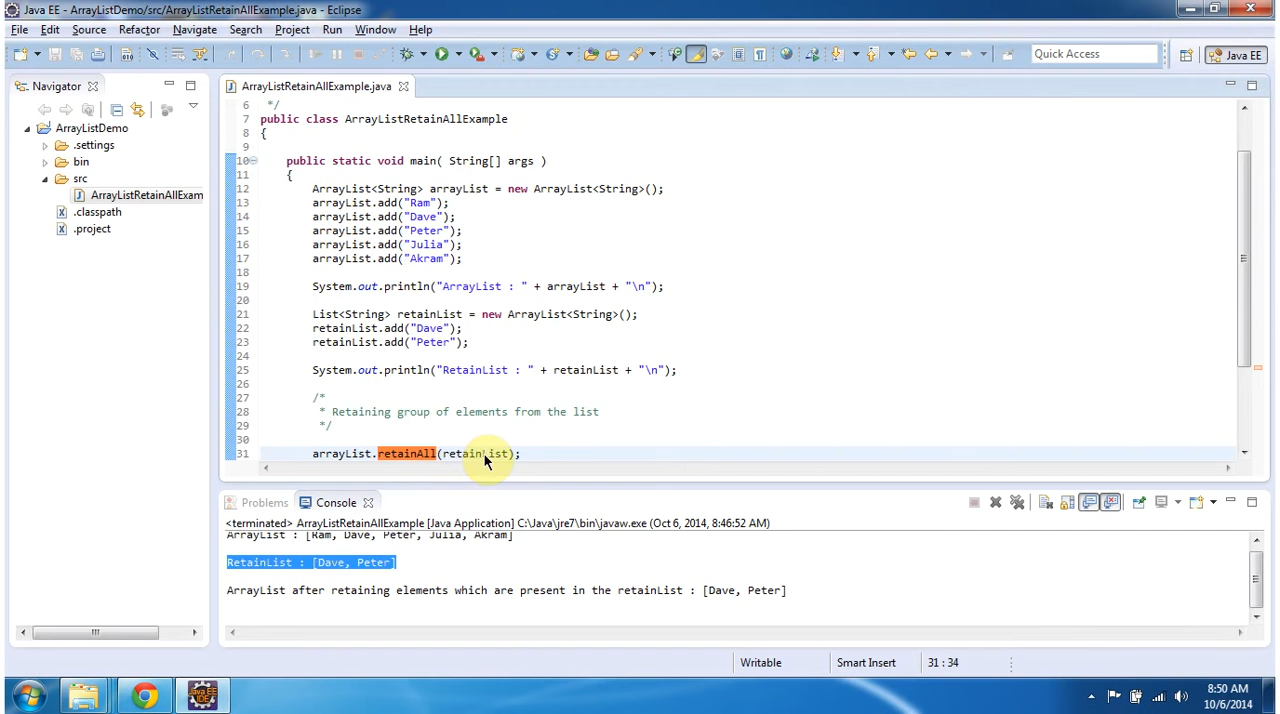 Java EE - ArrayListDemo/src/ArrayListRetainAllExample.java - Eclipse
File Edit Source Refactor Navigate Search Project Run Window Help
Quick Access
Java EE
Navigator
ArrayListRetainAllExample.java
ArrayListDemo
.settings
bin
src
ArrayListRetainAllExam
.classpath
.project
6 */
7 public class ArrayListRetainAllExample
8 {
9
10 public static void main( String[] args )
11 {
12 ArrayList<String> arrayList = new ArrayList<String>();
13 arrayList.add("Ram");
14 arrayList.add("Dave");
15 arrayList.add("Peter");
16 arrayList.add("Julia");
17 arrayList.add("Akram");
18
19 System.out.println("ArrayList : " + arrayList + "\n");
20
21 List<String> retainList = new ArrayList<String>();
22 retainList.add("Dave");
23 retainList.add("Peter");
24
25 System.out.println("RetainList : " + retainList + "\n");
26
27 /*
28 * Retaining group of elements from the list
29 */
30
31 arrayList.retainAll(retainList);
Problems Console
<terminated> ArrayListRetainAllExample [Java Application] C:\Java\jre7\bin\javaw.exe (Oct 6, 2014, 8:46:52 AM)
ArrayList : [Ram, Dave, Peter, Julia, Akram]
RetainList : [Dave, Peter]
ArrayList after retaining elements which are present in the retainList : [Dave, Peter]
Writable Smart Insert 31 : 34
8:50 AM
10/6/2014